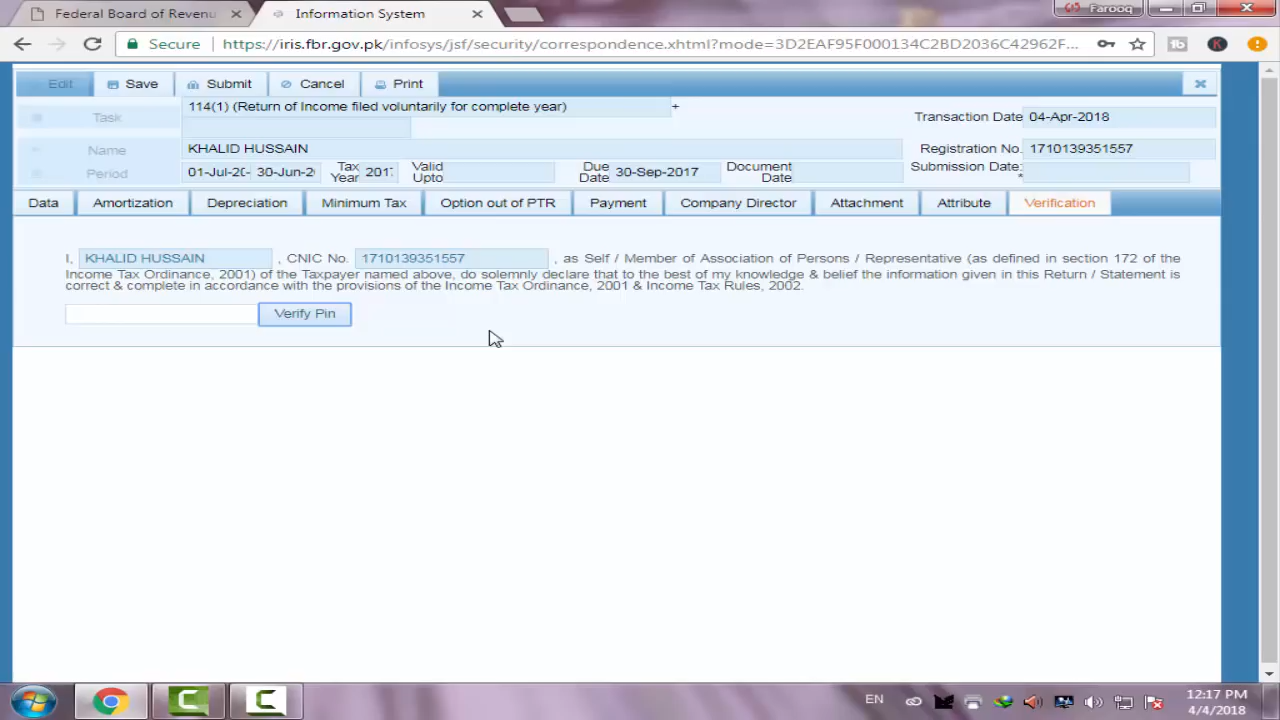 Federal Board of Revenu
Information System
Farooq
Secure
https://iris.fbr.gov.pk/infosys/jsf/security/correspondence.xhtml?mode=3D2EAF95F000134C2BD2036C42962F...
Edit Save Submit Cancel Print
Task 114(1) (Return of Income filed voluntarily for complete year) +
Transaction Date 04-Apr-2018
Name KHALID HUSSAIN
Registration No. 1710139351557
Period 01-Jul-20- 30-Jun-2 Tax Year 201 Valid Upto Due Date 30-Sep-2017 Document Date Submission Date: *
Data Amortization Depreciation Minimum Tax Option out of PTR Payment Company Director Attachment Attribute Verification
I, KHALID HUSSAIN , CNIC No. 1710139351557 , as Self / Member of Association of Persons / Representative (as defined in section 172 of the
Income Tax Ordinance, 2001) of the Taxpayer named above, do solemnly declare that to the best of my knowledge & belief the information given in this Return / Statement is
correct & complete in accordance with the provisions of the Income Tax Ordinance, 2001 & Income Tax Rules, 2002.
Verify Pin
EN
12:17 PM
4/4/2018